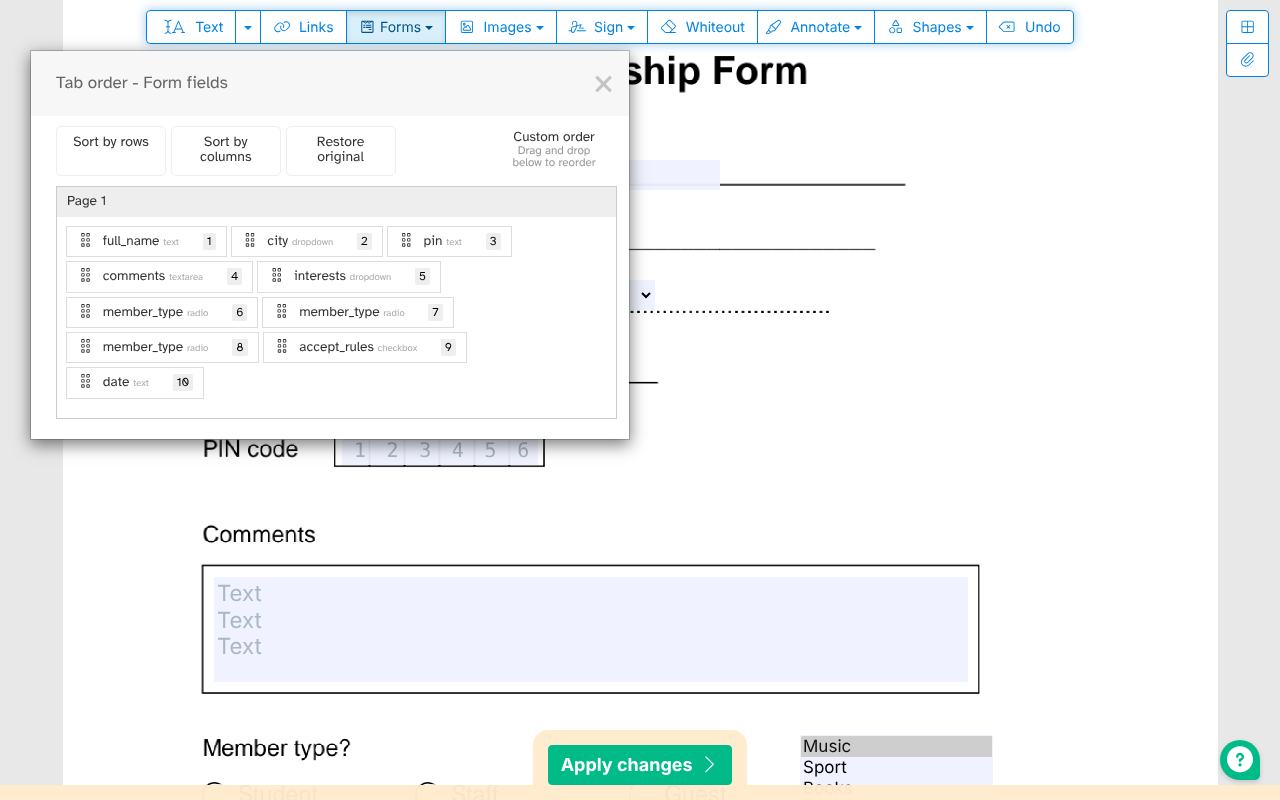 Text Links Forms Images Sign Whiteout Annotate Shapes Undo
Tab order - Form fields
ship Form
Sort by rows
Sort by columns
Restore original
Custom order
Drag and drop
below to reorder
Page 1
full_name text 1 city dropdown 2 pin text 3
comments textarea 4 interests dropdown 5
member_type radio 6 member_type radio 7
member_type radio 8 accept_rules checkbox 9
date text 10
PIN code 1 2 3 4 5 6
Comments
Text
Text
Text
Member type?
Music
Sport
Books
Apply changes
Student Staff Guest
?